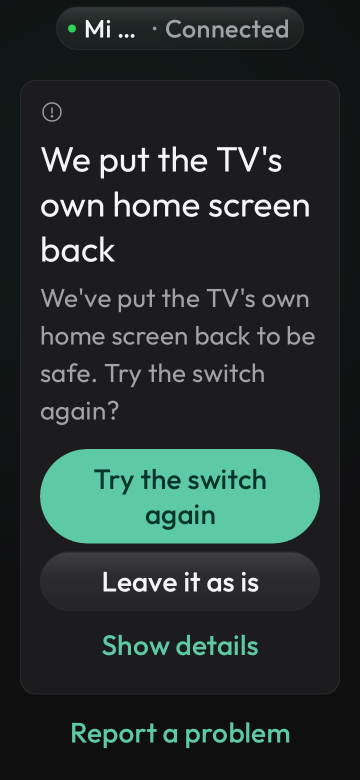 Mi ... · Connected
We put the TV's
own home screen
back
We've put the TV's own
home screen back to be
safe. Try the switch
again?
Try the switch
again
Leave it as is
Show details
Report a problem